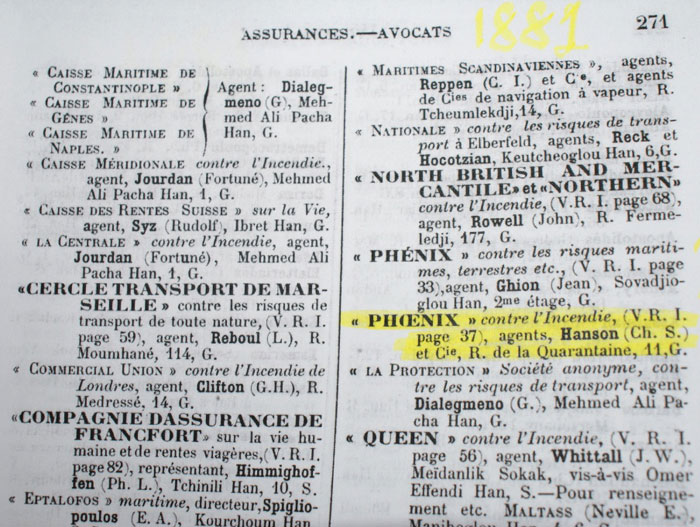 ASSURANCES.—AVOCATS
1881
271
« CAISSE MARITIME DE
CONSTANTINOPLE »
« CAISSE MARITIME DE
GÊNES »
« CAISSE MARITIME DE
NAPLES. »
Agent : Dialeg-
meno (G), Meh-
med Ali Pacha
Han, G.
« CAISSE MÉRIDIONALE contre l'Incendie.,
agent, Jourdan (Fortuné), Mehmed
Ali Pacha Han, 1, G.
« CAISSE DES RENTES SUISSE » sur la Vie,
agent, Syz (Rudolf), Ibret Han, G.
« LA CENTRALE » contre l'Incendie, agent,
Jourdan (Fortuné), Mehmed Ali
Pacha Han, 1, G.
«CERCLE TRANSPORT DE MAR-
SEILLE » contre les risques de
transport de toute nature, (V. R. I.
page 59), agent, Reboul (L.), R.
Moumhané, 114, G.
« COMMERCIAL UNION » contre l'Incendie de
Londres, agent, Clifton (G.H.), R.
Medressé, 14, G.
«COMPAGNIE DASSURANCE DE
FRANCFORT» sur la vie hu-
maine et de rentes viagères,(V. R. I.
page 82), représentant, Himmighof-
fen (Ph. L.), Tchinili Han, 10, S.
« EPTALOFOS » maritime, directeur,Spiglio-
poulos (E. A.), Kourchoum Han
« MARITIMES SCANDINAVIENNES », agents,
Reppen (C. I.) et Cie, et agents
de Cies de navigation à vapeur, R.
Tcheumlekdji,14, G.
« NATIONALE » contre les risques de trans-
port à Elberfeld, agents, Reck et
Hocotzian, Keutcheoglou Han, 6,G.
«NORTH BRITISH AND MER-
CANTILE» et «NORTHERN»
contre l'Incendie, (V.R. I. page 68),
agent, Rowell (John), R. Ferme-
ledji, 177, G.
« PHÉNIX » contre les risques mariti-
mes, terrestres etc., (V. R. I. page
33),agent, Ghion (Jean), Sovadjio-
glou Han, 2me étage, G.
« PHŒNIX » contre l'Incendie, (V.R. I.
page 37), agents, Hanson (Ch. S.)
et Cie, R. de la Quarantaine, 11,G.
« LA PROTECTION » Société anonyme, con-
tre les risques de transport, agent,
Dialegmeno (G.), Mehmed Ali Pa-
cha Han, G.
« QUEEN » contre l'Incendie, (V. R. I.
page 56), agent, Whittall (J. W.),
Meïdanlik Sokak, vis-à-vis Omer
Effendi Han, S.—Pour renseigne-
ment etc. MALTASS (Neville E.